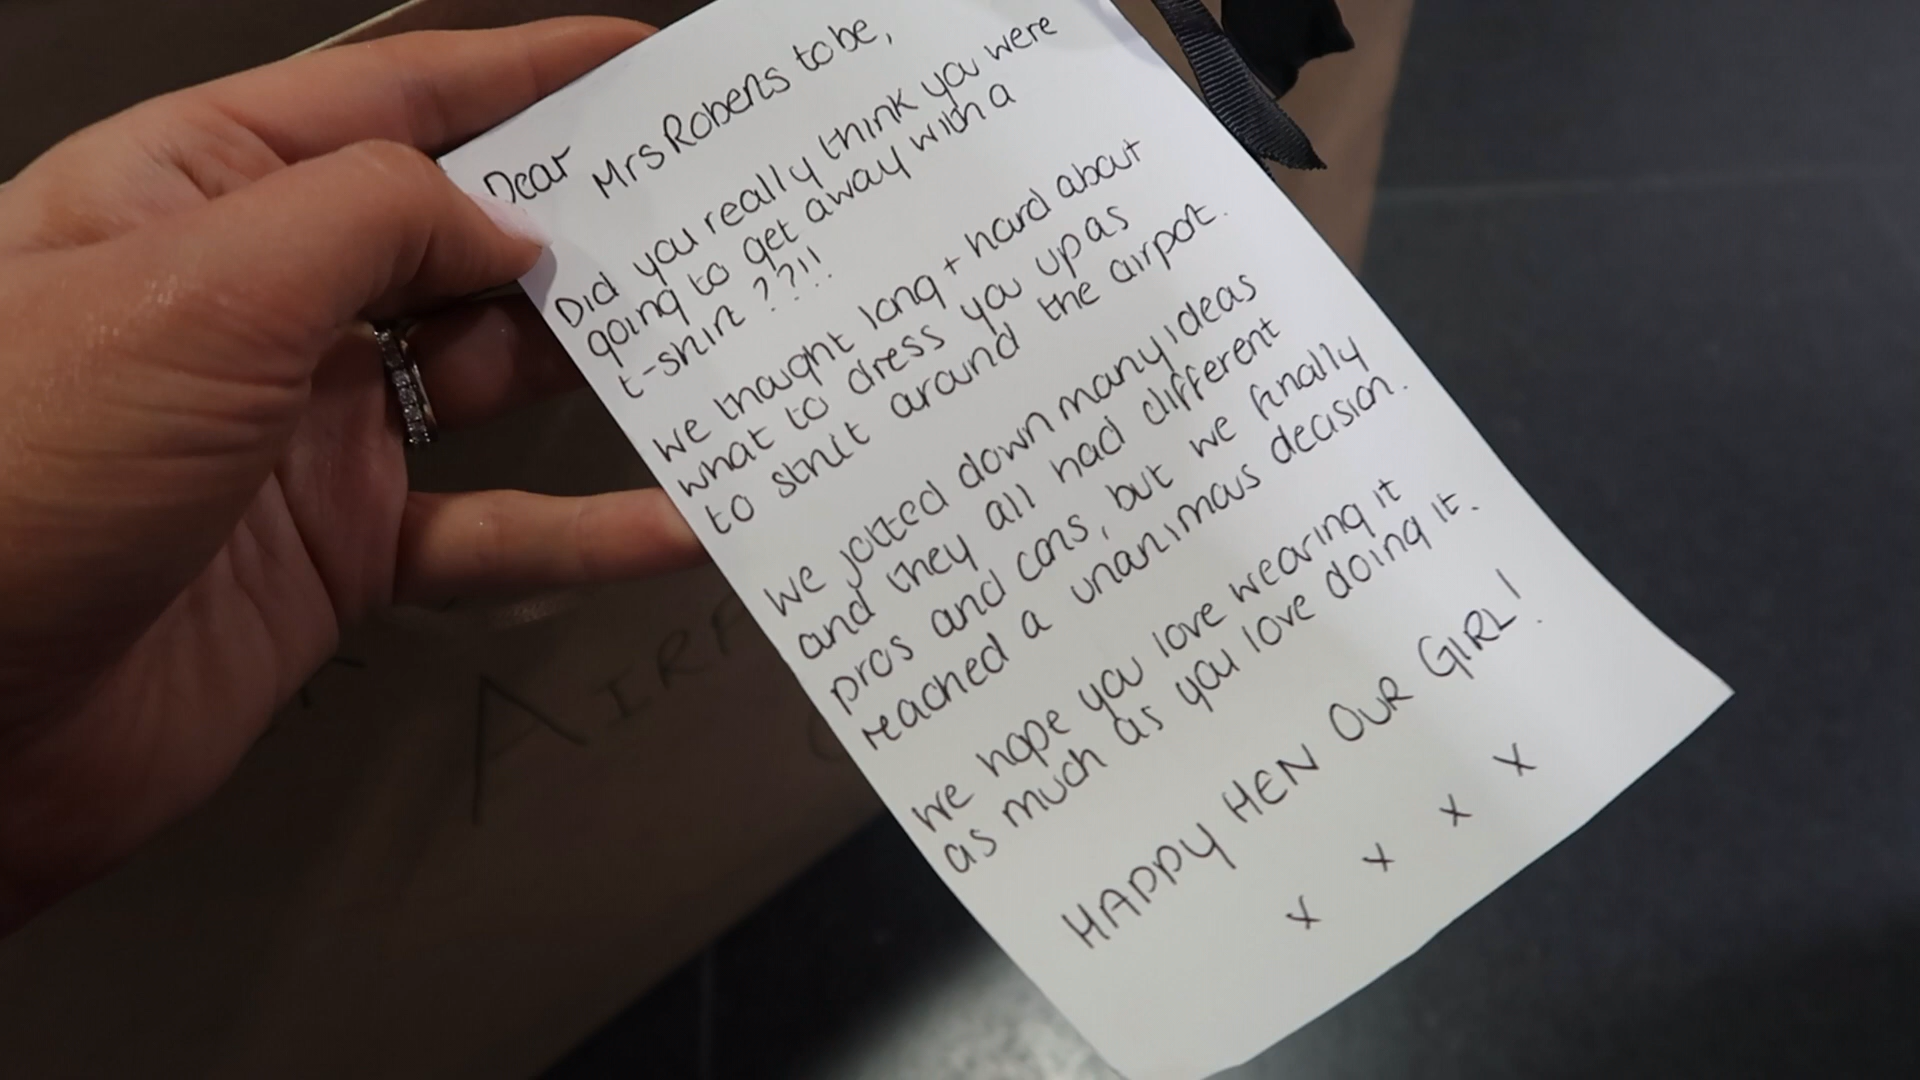 Dear
Mrs Roberts to be,
Did you really think you were
going to get away with a
t-shirt ??!!.
We thought long + hard about
what to dress you up as
to strut around the airport.
We jotted down many ideas
and they all had different
pros and cons, but we finally
reached a unanimous decision.
We hope you love wearing it
as much as you love doing it.
HAPPY HEN OUR GIRL!
x x x x